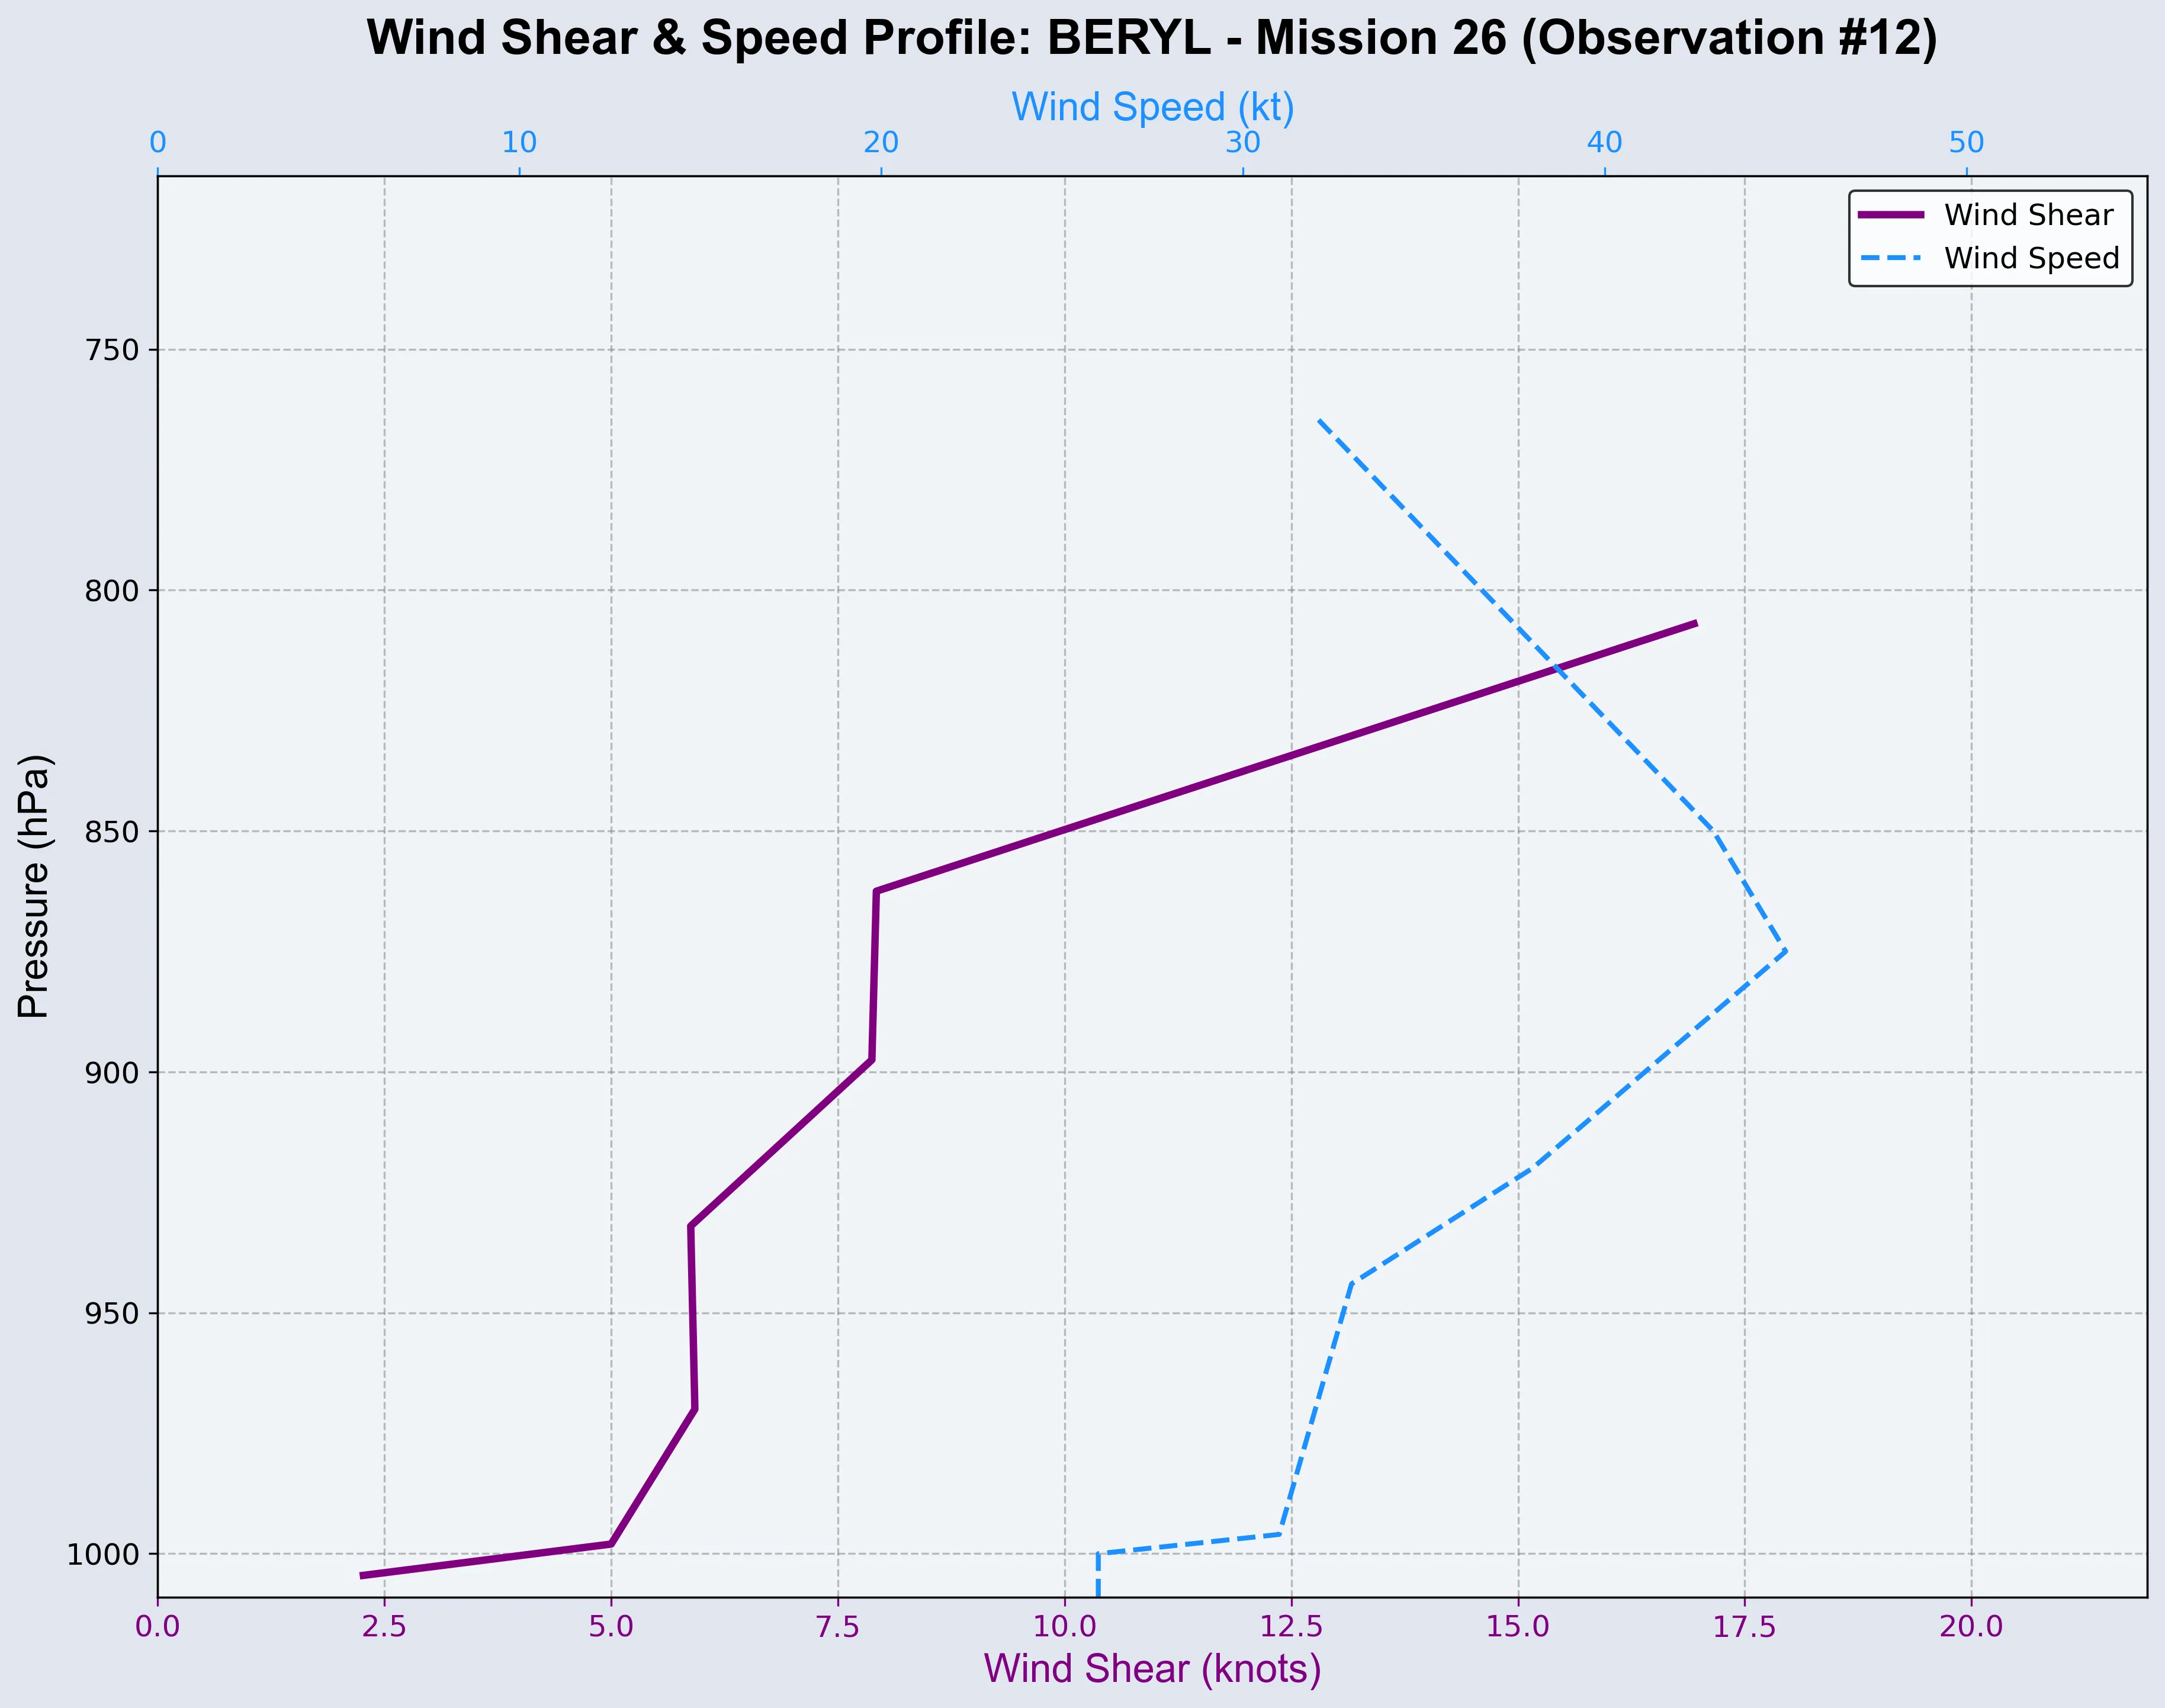 Wind Shear & Speed Profile: BERYL - Mission 26 (Observation #12)
Wind Speed (kt)
0 10 20 30 40 50
Wind Shear
Wind Speed
750
800
850
900
950
1000
Pressure (hPa)
0.0 2.5 5.0 7.5 10.0 12.5 15.0 17.5 20.0
Wind Shear (knots)